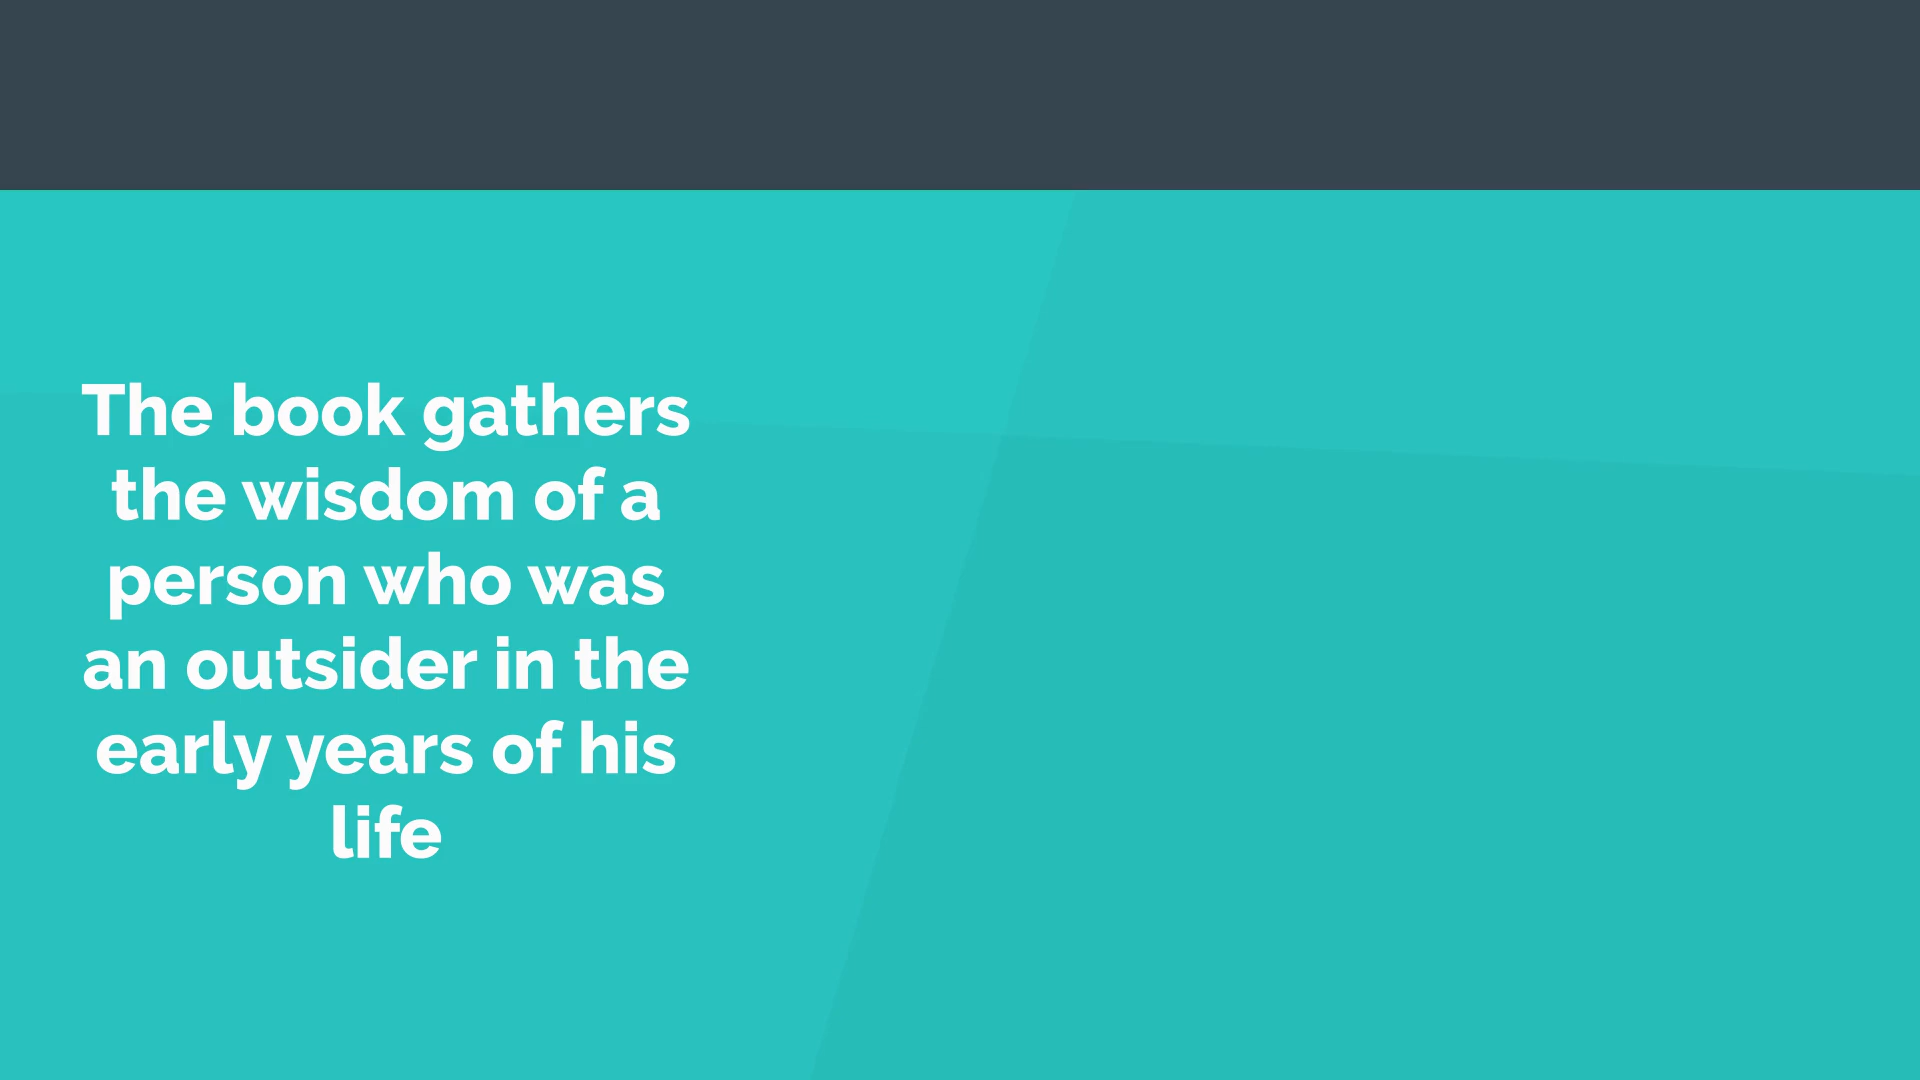 The book gathers
the wisdom of a
person who was
an outsider in the
early years of his
life